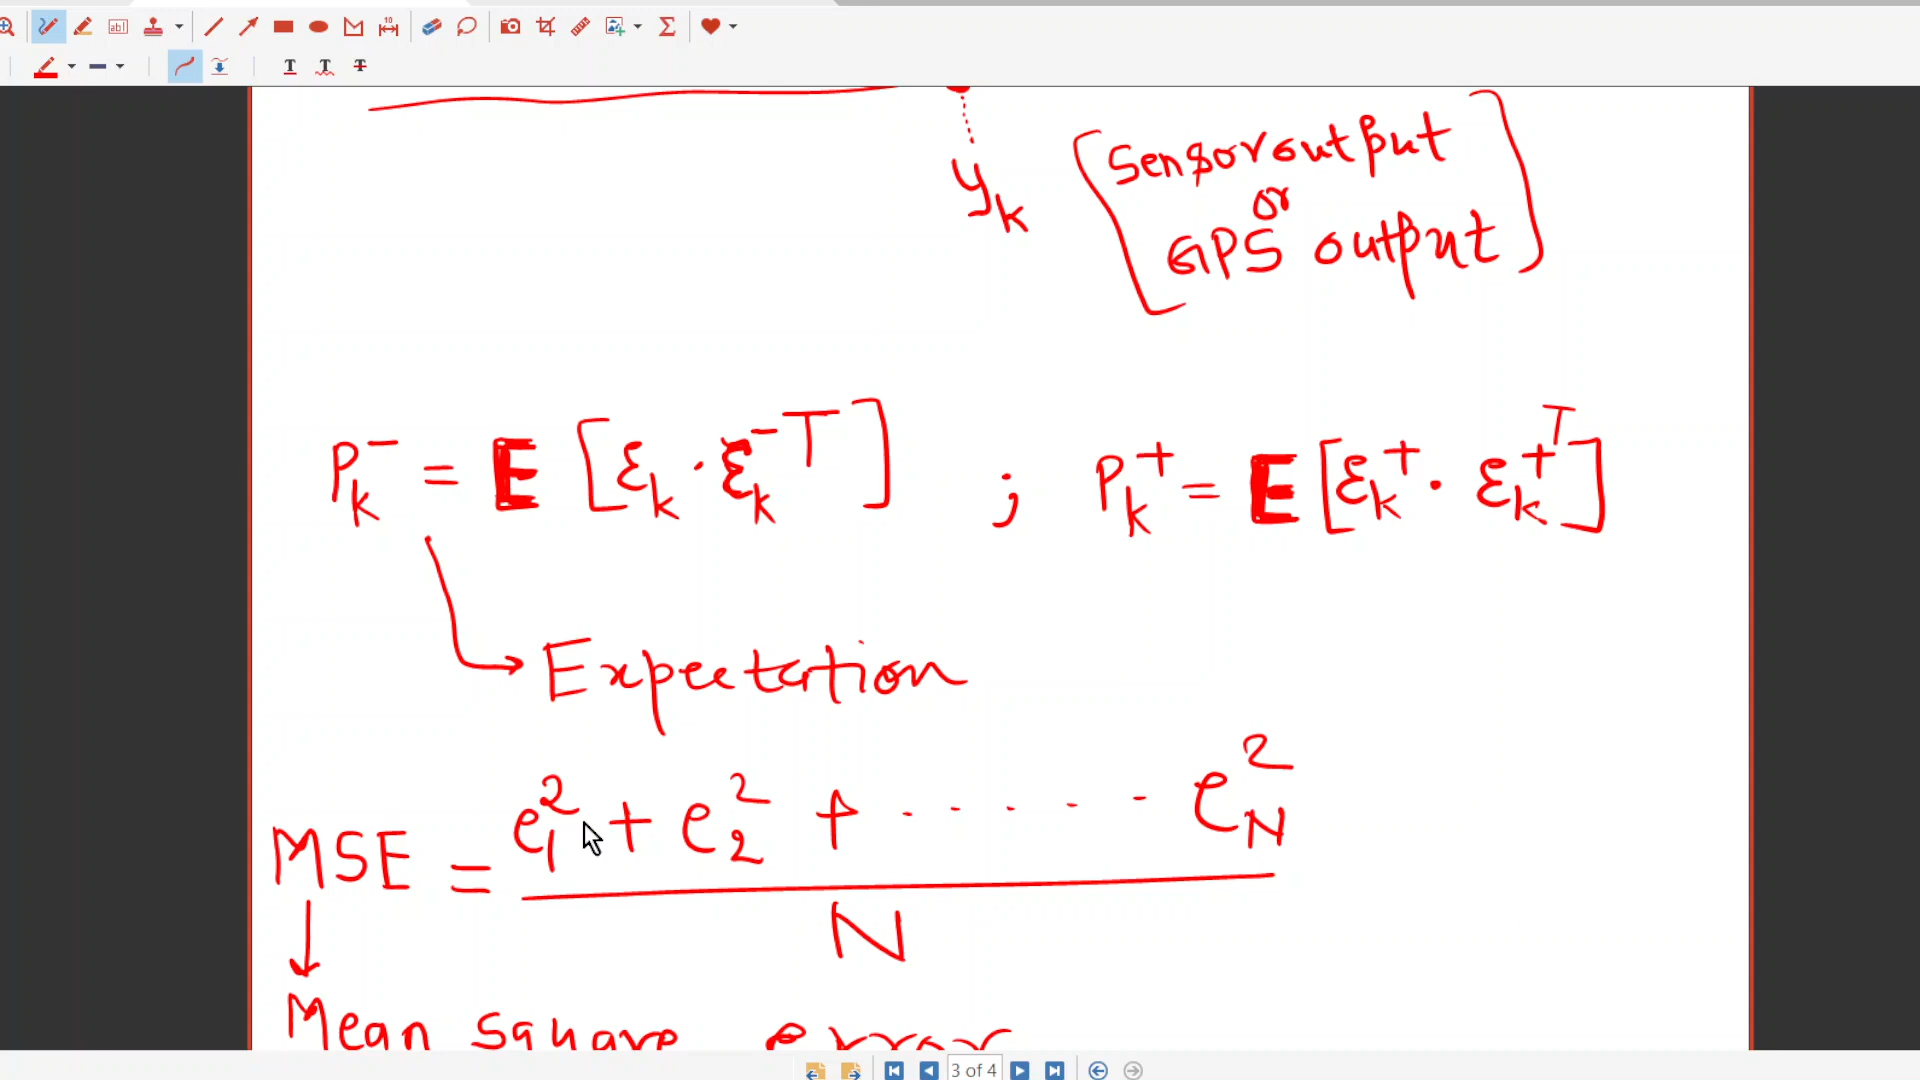 y_k
[Sensor output
or
GPS output]
P_k^- = E [ε_k · ε_k^-T] ; P_k^+ = E [ε_k^+ · ε_k^+T]
Expectation
MSE = (e_1^2 + e_2^2 + ..... e_N^2) / N
Mean square error
3 of 4